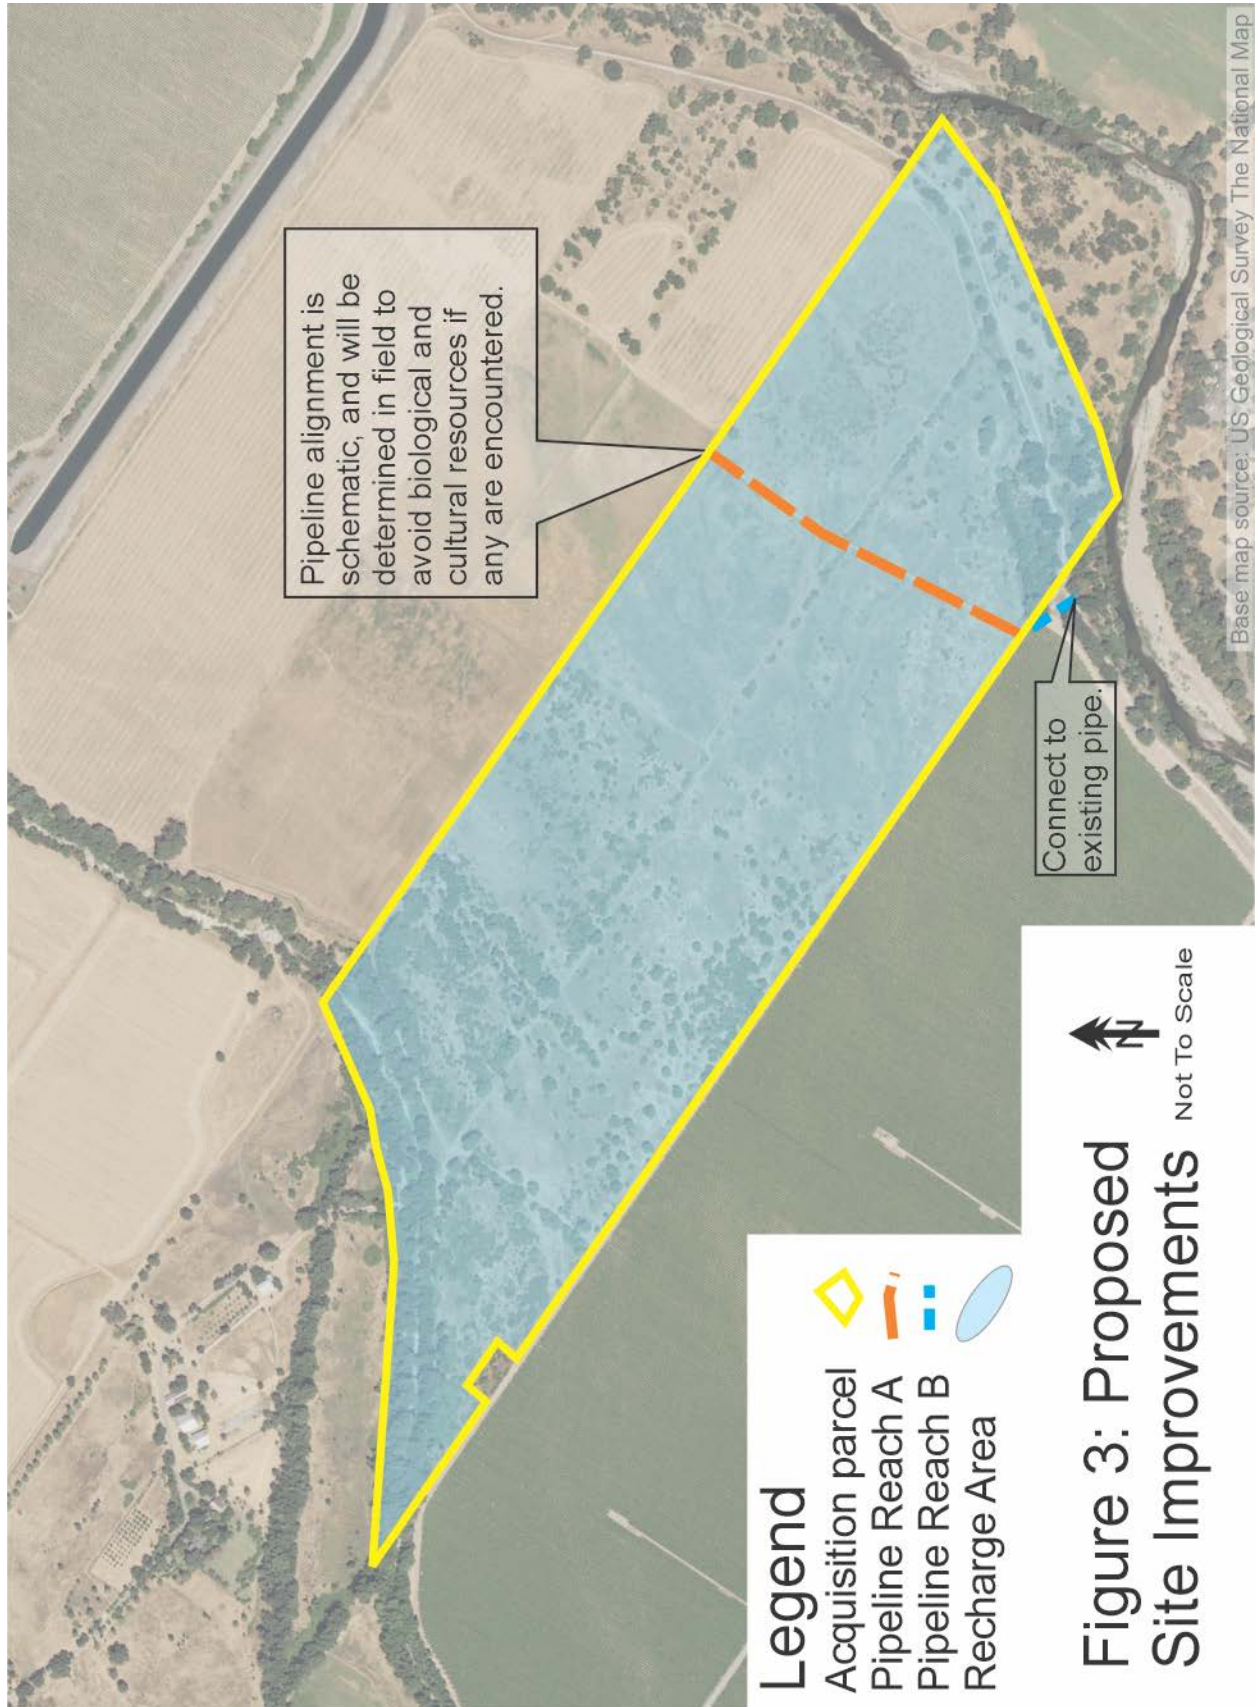 Pipeline alignment is
schematic, and will be
determined in field to
avoid biological and
cultural resources if
any are encountered.
Connect to
existing pipe.
Legend
Acquisition parcel
Pipeline Reach A
Pipeline Reach B
Recharge Area
Figure 3: Proposed
Site Improvements
N
Not To Scale
Base map source: US Geological Survey The National Map